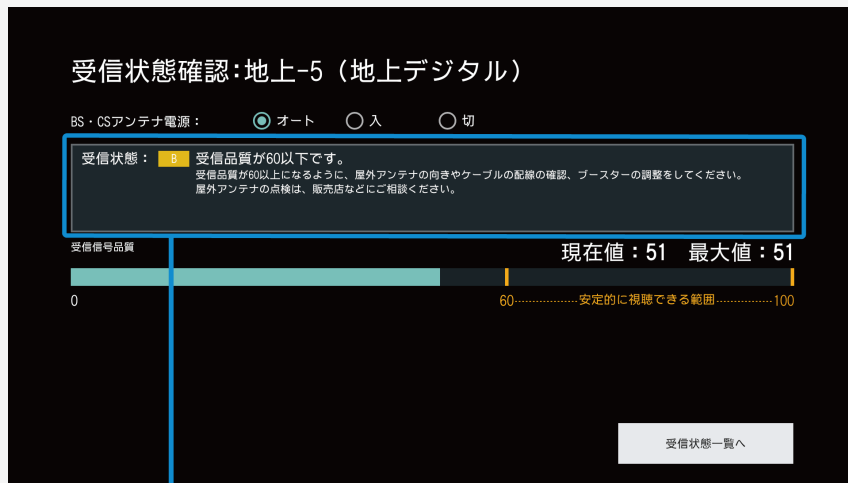 受信状態確認:地上-5（地上デジタル）
BS・CSアンテナ電源： オート 入 切
受信状態： B 受信品質が60以下です。
受信品質が60以上になるように、屋外アンテナの向きやケーブルの配線の確認、ブースターの調整をしてください。
屋外アンテナの点検は、販売店などにご相談ください。
受信信号品質 現在値：51 最大値：51
0 60·················安定的に視聴できる範囲···············100
受信状態一覧へ